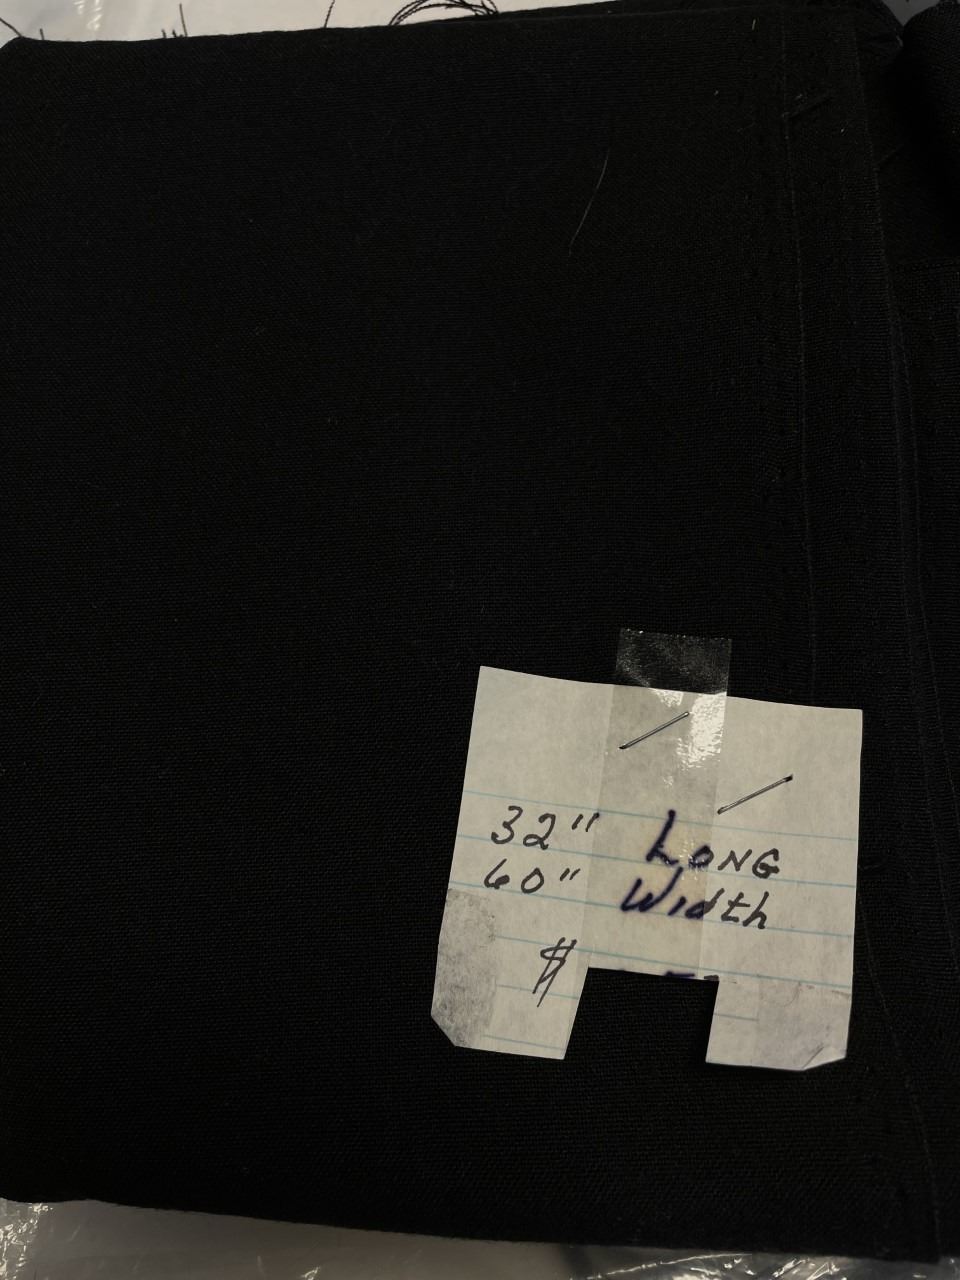 32" LONG
60" Width
$